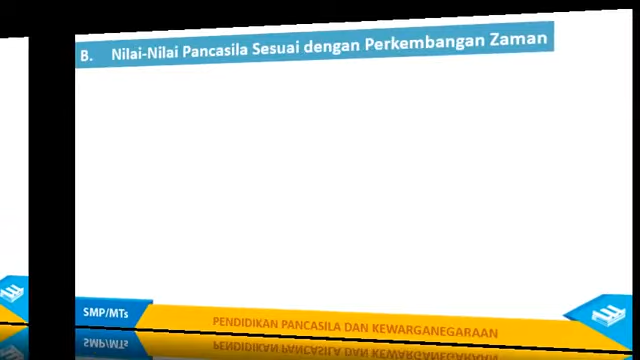 B. Nilai-Nilai Pancasila Sesuai dengan Perkembangan Zaman
SMP/MTs
PENDIDIKAN PANCASILA DAN KEWARGANEGARAAN